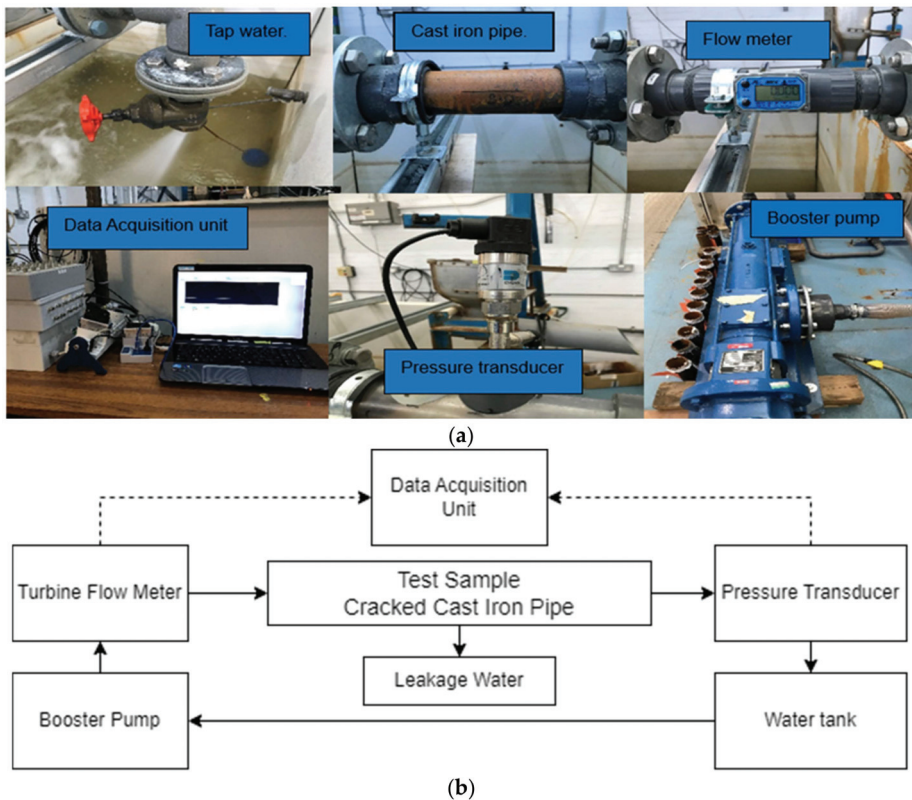 Tap water.
Cast iron pipe.
Flow meter
Data Acquisition unit
Pressure transducer
Booster pump
(a)
Data Acquisition
Unit
Turbine Flow Meter
Test Sample
Cracked Cast Iron Pipe
Pressure Transducer
Leakage Water
Booster Pump
Water tank
(b)